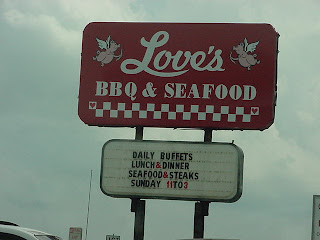 Love's
BBQ & SEAFOOD
DAILY BUFFETS
LUNCH&DINNER
SEAFOOD&STEAKS
SUNDAY 11TO3